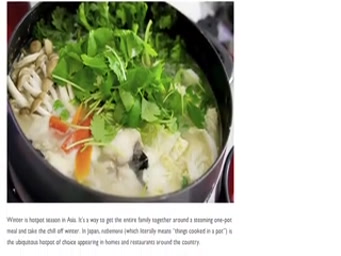 Winter is hotpot season in Asia. It's a way to get the entire family together around a steaming one-pot
meal and take the chill off winter. In Japan, nabemono (which literally means "things cooked in a pot") is
the ubiquitous hotpot of choice appearing in homes and restaurants around the country.